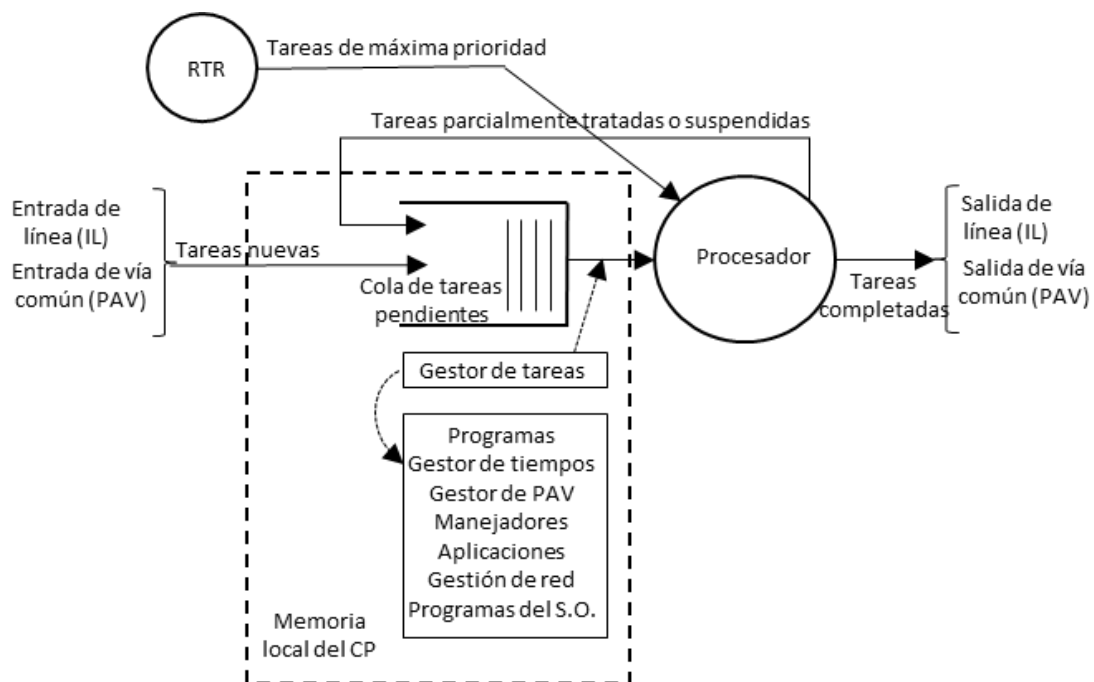 RTR
Tareas de máxima prioridad
Tareas parcialmente tratadas o suspendidas
Entrada de
línea (IL)
Entrada de vía
común (PAV)
Tareas nuevas
Cola de tareas
pendientes
Procesador
Tareas
completadas
Salida de
línea (IL)
Salida de vía
común (PAV)
Gestor de tareas
Programas
Gestor de tiempos
Gestor de PAV
Manejadores
Aplicaciones
Gestión de red
Programas del S.O.
Memoria
local del CP